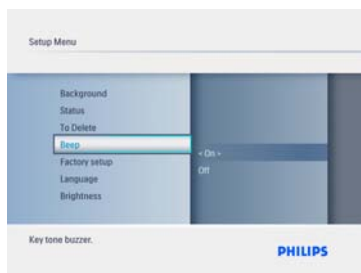 Setup Menu
Background
Status
To Delete
Beep
Factory setup
Language
Brightness
< On >
Off
Key tone buzzer.
PHILIPS